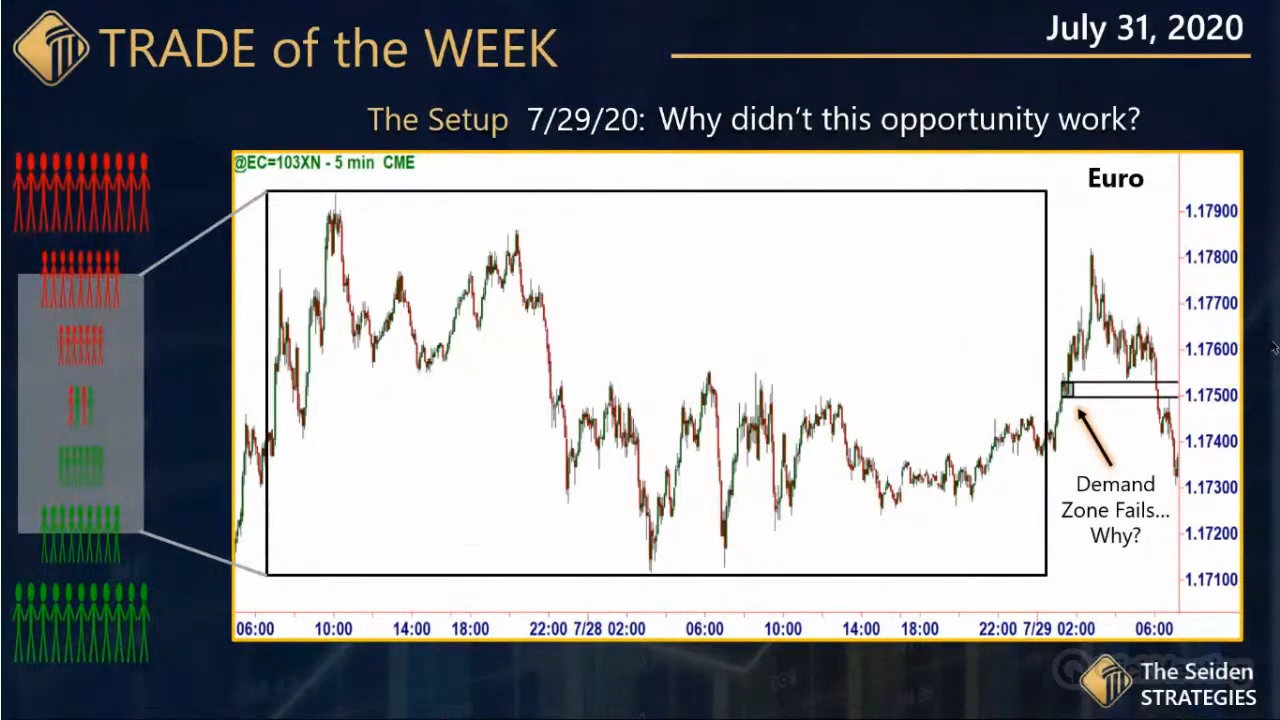 TRADE of the WEEK
July 31, 2020
The Setup 7/29/20: Why didn't this opportunity work?
@EC=103XN - 5 min CME
Euro
1.17900
1.17800
1.17700
1.17600
1.17500
1.17400
1.17300
1.17200
1.17100
Demand
Zone Fails...
Why?
06:00 10:00 14:00 18:00 22:00 7/28 02:00 06:00 10:00 14:00 18:00 22:00 7/29 02:00 06:00
The Seiden
STRATEGIES